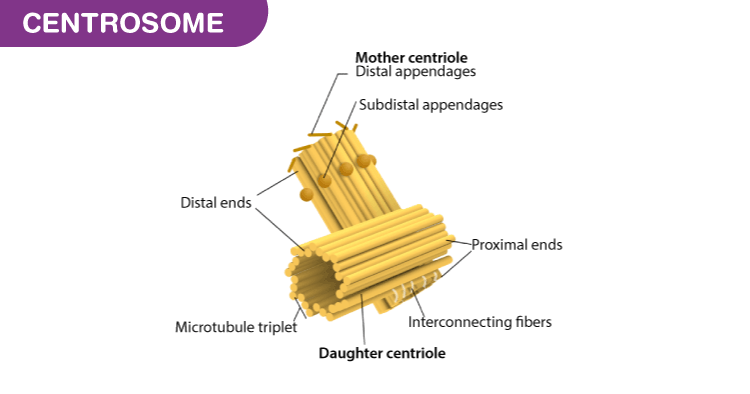 CENTROSOME
Mother centriole
Distal appendages
Subdistal appendages
Distal ends
Proximal ends
Microtubule triplet
Interconnecting fibers
Daughter centriole